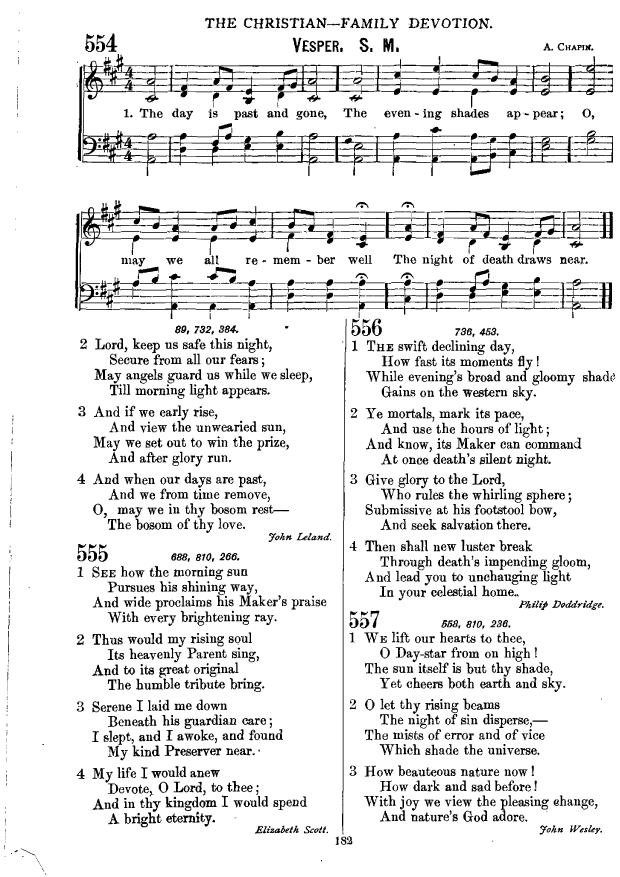 THE CHRISTIAN—FAMILY DEVOTION.
554 VESPER. S. M. A. CHAPIN.
1. The day is past and gone, The even - ing shades ap - pear; O,
may we all re - mem - ber well The night of death draws near.
89, 732, 384.
2 Lord, keep us safe this night,
Secure from all our fears;
May angels guard us while we sleep,
Till morning light appears.
3 And if we early rise,
And view the unwearied sun,
May we set out to win the prize,
And after glory run.
4 And when our days are past,
And we from time remove,
O, may we in thy bosom rest—
The bosom of thy love.
John Leland.
555 688, 810, 266.
1 SEE how the morning sun
Pursues his shining way,
And wide proclaims his Maker's praise
With every brightening ray.
2 Thus would my rising soul
Its heavenly Parent sing,
And to its great original
The humble tribute bring.
3 Serene I laid me down
Beneath his guardian care;
I slept, and I awoke, and found
My kind Preserver near.
4 My life I would anew
Devote, O Lord, to thee;
And in thy kingdom I would spend
A bright eternity.
Elizabeth Scott.
556 736, 453.
1 THE swift declining day,
How fast its moments fly!
While evening's broad and gloomy shade
Gains on the western sky.
2 Ye mortals, mark its pace,
And use the hours of light;
And know, its Maker can command
At once death's silent night.
3 Give glory to the Lord,
Who rules the whirling sphere;
Submissive at his footstool bow,
And seek salvation there.
4 Then shall new luster break
Through death's impending gloom,
And lead you to unchanging light
In your celestial home.
Philip Doddridge.
557 558, 810, 236.
1 WE lift our hearts to thee,
O Day-star from on high!
The sun itself is but thy shade,
Yet cheers both earth and sky.
2 O let thy rising beams
The night of sin disperse,—
The mists of error and of vice
Which shade the universe.
3 How beauteous nature now!
How dark and sad before!
With joy we view the pleasing change,
And nature's God adore.
John Wesley.
182